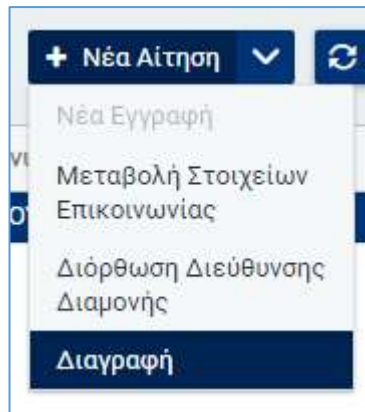 + Νέα Αίτηση
Νέα Εγγραφή
Μεταβολή Στοιχείων
Επικοινωνίας
Διόρθωση Διεύθυνσης
Διαμονής
Διαγραφή